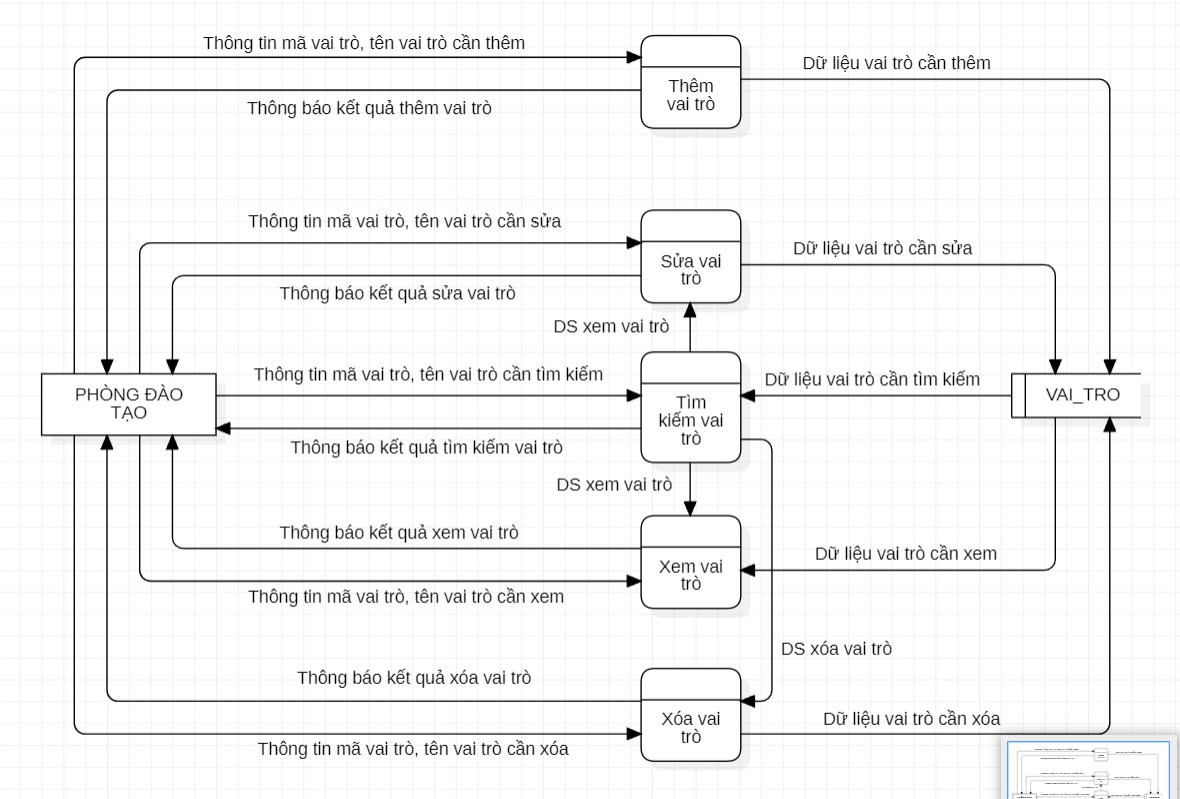 Thông tin mã vai trò, tên vai trò cần thêm
Thông báo kết quả thêm vai trò
Thêm
vai trò
Dữ liệu vai trò cần thêm
Thông tin mã vai trò, tên vai trò cần sửa
Thông báo kết quả sửa vai trò
Sửa vai
trò
Dữ liệu vai trò cần sửa
DS xem vai trò
PHÒNG ĐÀO
TẠO
Thông tin mã vai trò, tên vai trò cần tìm kiếm
Thông báo kết quả tìm kiếm vai trò
Tìm
kiếm vai
trò
Dữ liệu vai trò cần tìm kiếm
VAI_TRO
DS xem vai trò
Thông báo kết quả xem vai trò
Thông tin mã vai trò, tên vai trò cần xem
Xem vai
trò
Dữ liệu vai trò cần xem
DS xóa vai trò
Thông báo kết quả xóa vai trò
Thông tin mã vai trò, tên vai trò cần xóa
Xóa vai
trò
Dữ liệu vai trò cần xóa